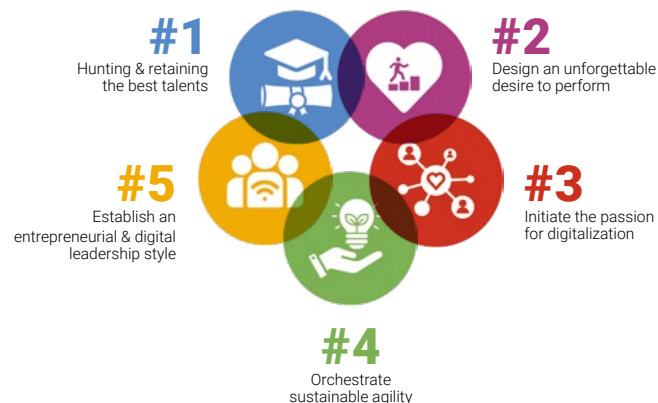 #1
Hunting & retaining
the best talents
#2
Design an unforgettable
desire to perform
#3
Initiate the passion
for digitalization
#4
Orchestrate
sustainable agility
#5
Establish an
entrepreneurial & digital
leadership style